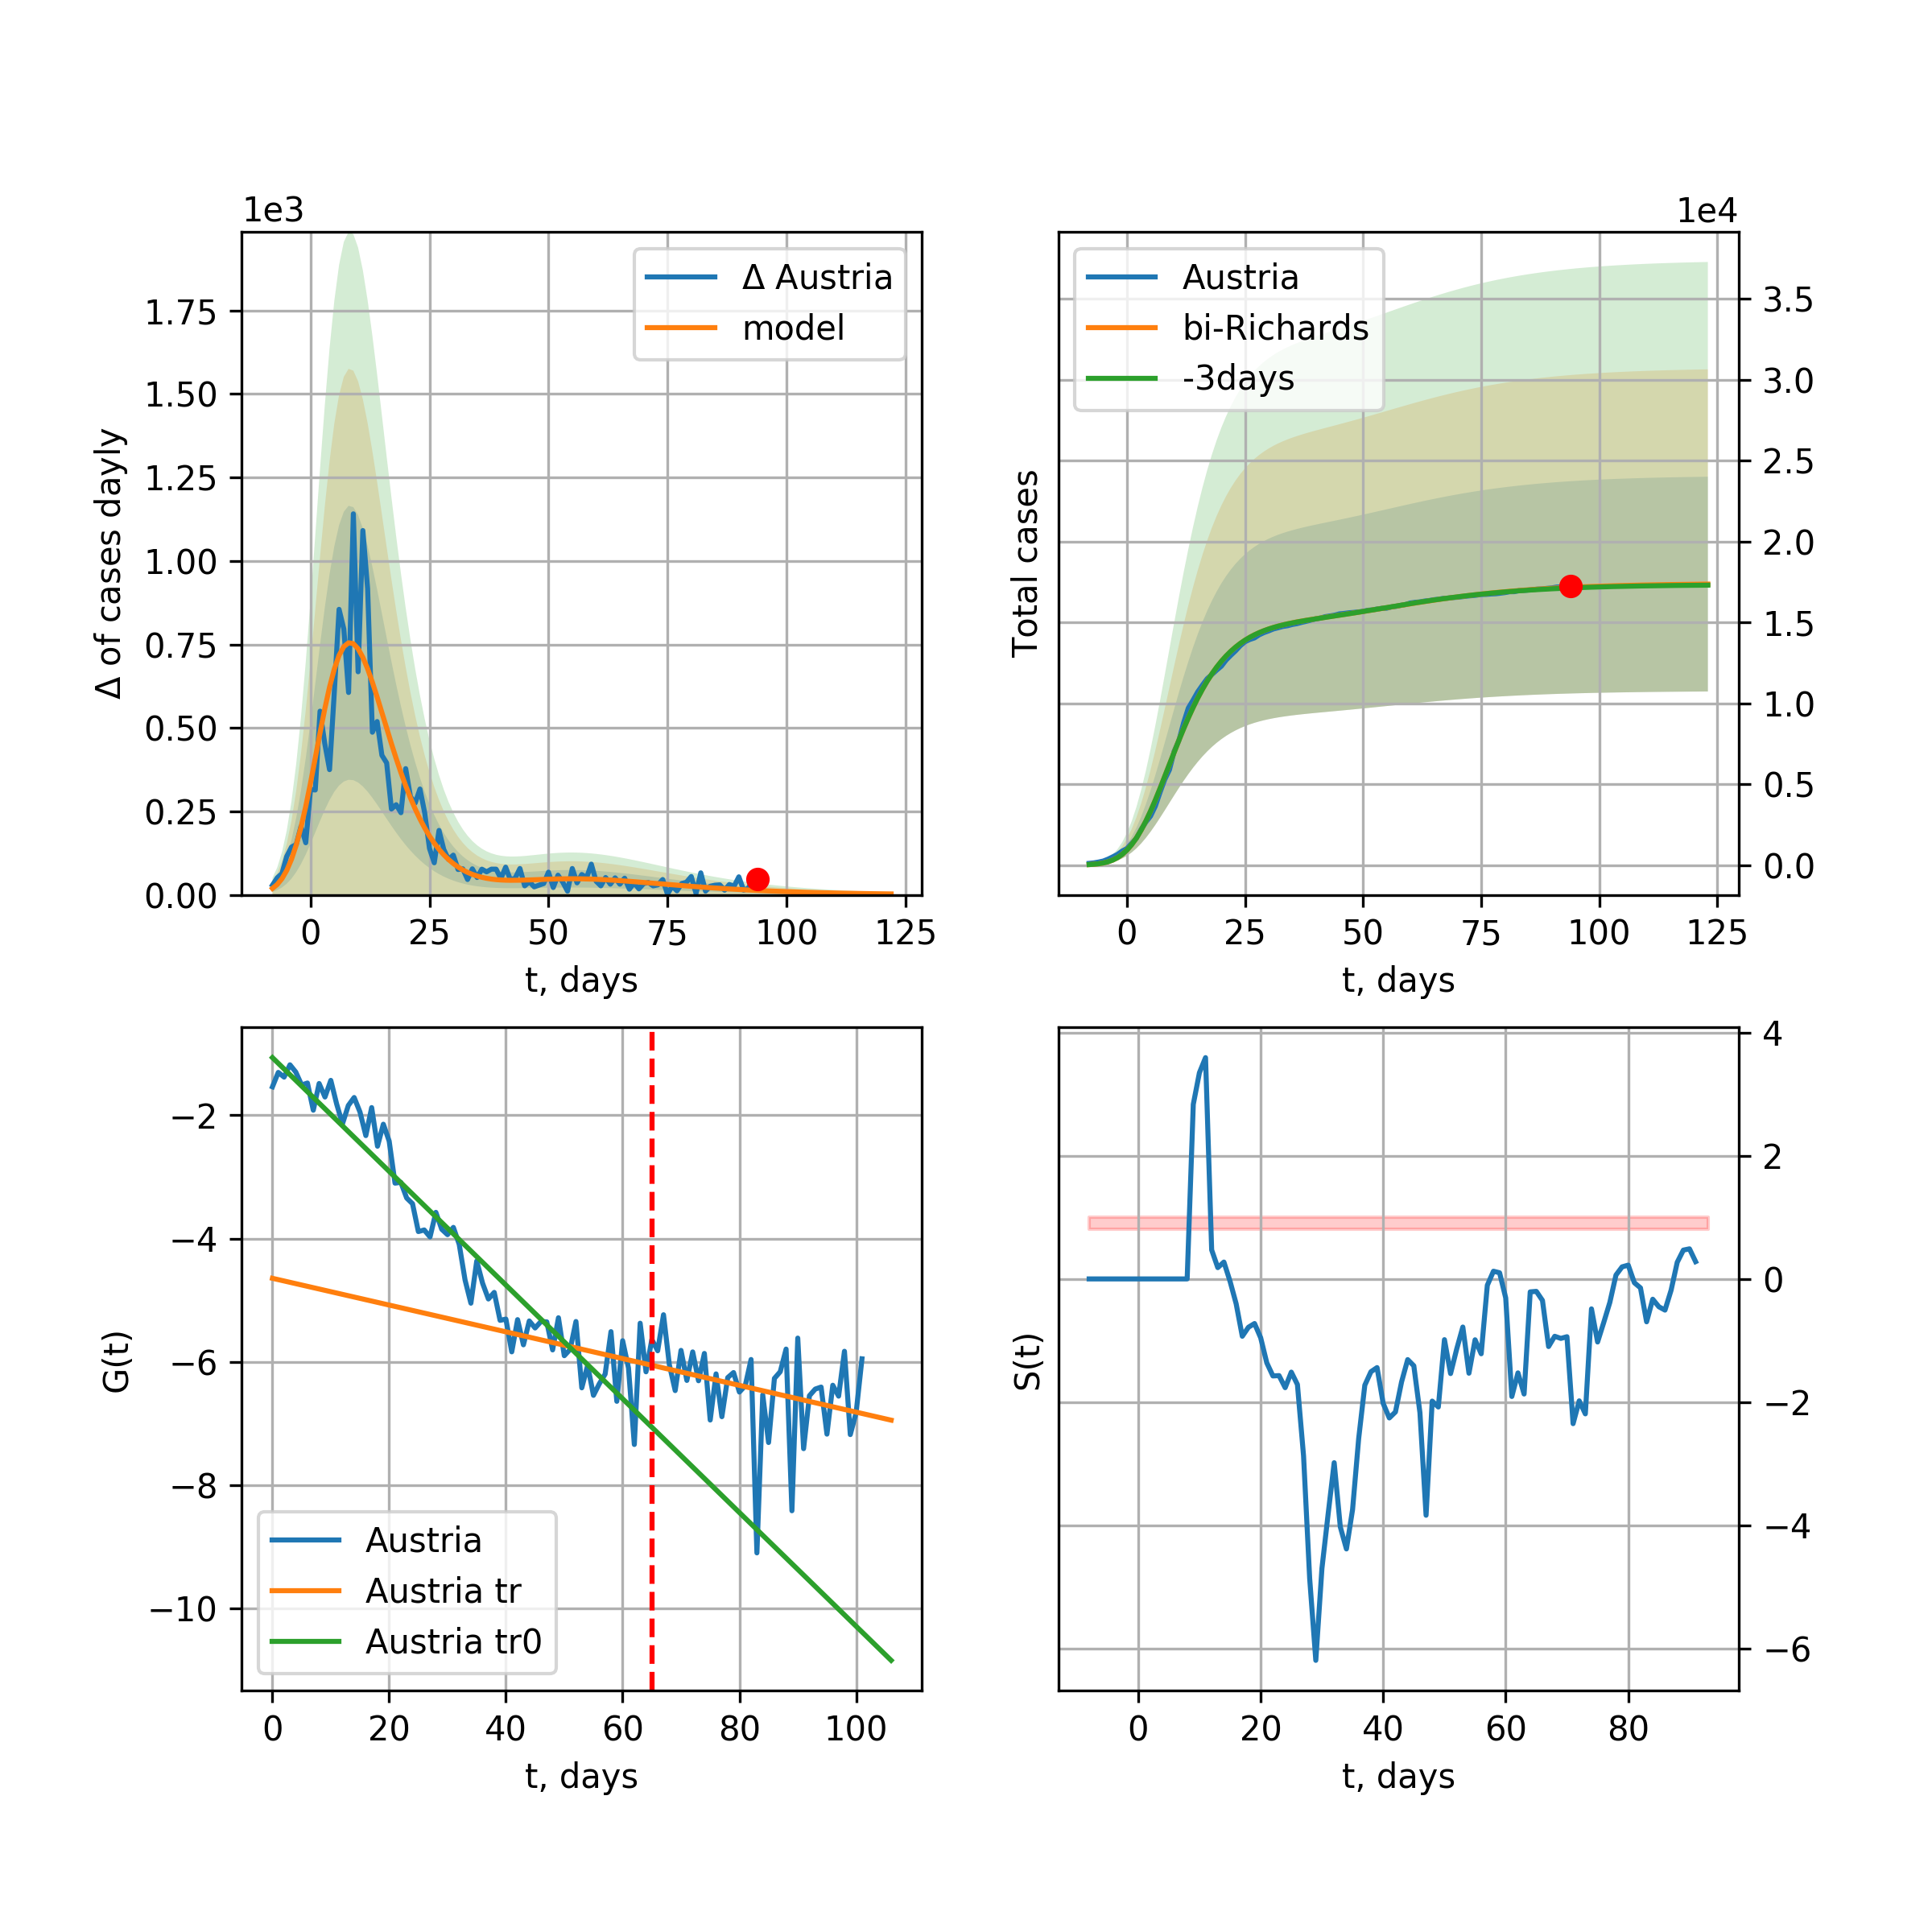 1e3
Δ of cases dayly
1.75
1.50
1.25
1.00
0.75
0.50
0.25
0.00
0 25 50 75 100 125
t, days
Δ Austria
model
1e4
Total cases
3.5
3.0
2.5
2.0
1.5
1.0
0.5
0.0
0 25 50 75 100 125
t, days
Austria
bi-Richards
-3days
G(t)
−2
−4
−6
−8
−10
0 20 40 60 80 100
t, days
Austria
Austria tr
Austria tr0
S(t)
4
2
0
−2
−4
−6
0 20 40 60 80
t, days